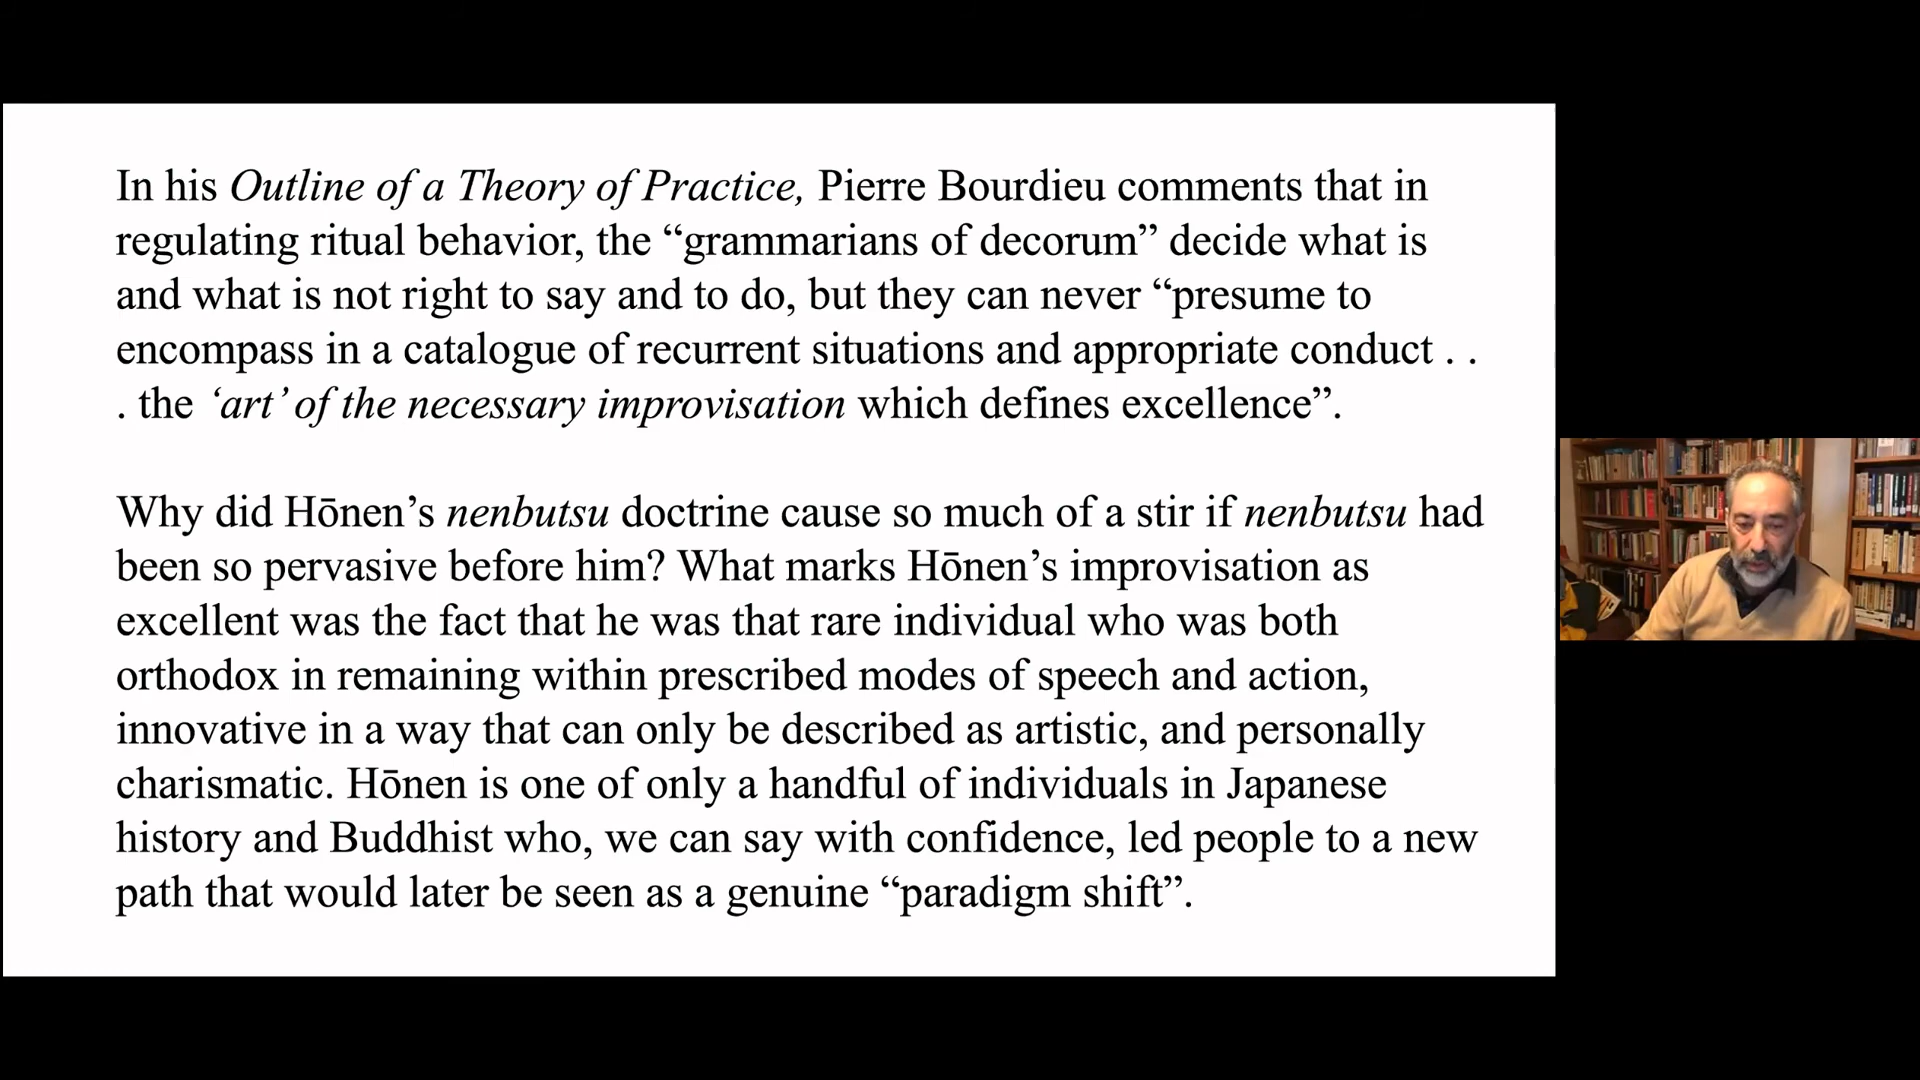 In his Outline of a Theory of Practice, Pierre Bourdieu comments that in
regulating ritual behavior, the “grammarians of decorum” decide what is
and what is not right to say and to do, but they can never “presume to
encompass in a catalogue of recurrent situations and appropriate conduct . .
. the ‘art’ of the necessary improvisation which defines excellence”.
Why did Hōnen’s nenbutsu doctrine cause so much of a stir if nenbutsu had
been so pervasive before him? What marks Hōnen’s improvisation as
excellent was the fact that he was that rare individual who was both
orthodox in remaining within prescribed modes of speech and action,
innovative in a way that can only be described as artistic, and personally
charismatic. Hōnen is one of only a handful of individuals in Japanese
history and Buddhist who, we can say with confidence, led people to a new
path that would later be seen as a genuine “paradigm shift”.